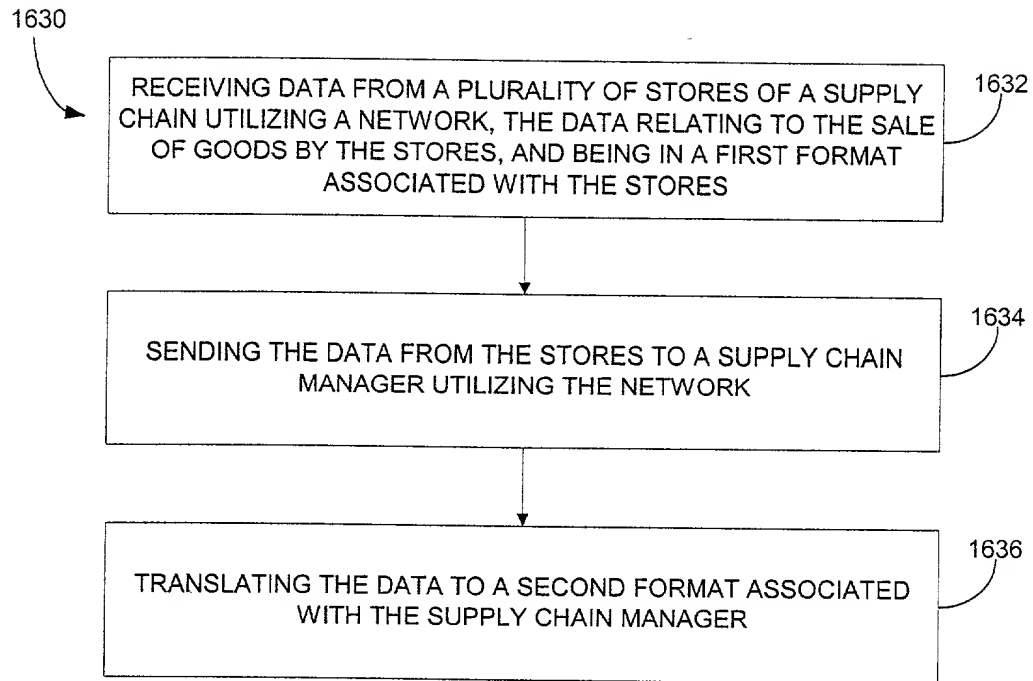 1630
RECEIVING DATA FROM A PLURALITY OF STORES OF A SUPPLY
CHAIN UTILIZING A NETWORK, THE DATA RELATING TO THE SALE
OF GOODS BY THE STORES, AND BEING IN A FIRST FORMAT
ASSOCIATED WITH THE STORES
1632
SENDING THE DATA FROM THE STORES TO A SUPPLY CHAIN
MANAGER UTILIZING THE NETWORK
1634
TRANSLATING THE DATA TO A SECOND FORMAT ASSOCIATED
WITH THE SUPPLY CHAIN MANAGER
1636